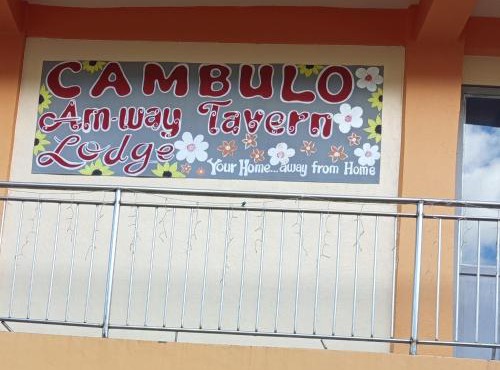 CAMBULO
Am-way Tavern
Lodge
Your Home...away from Home